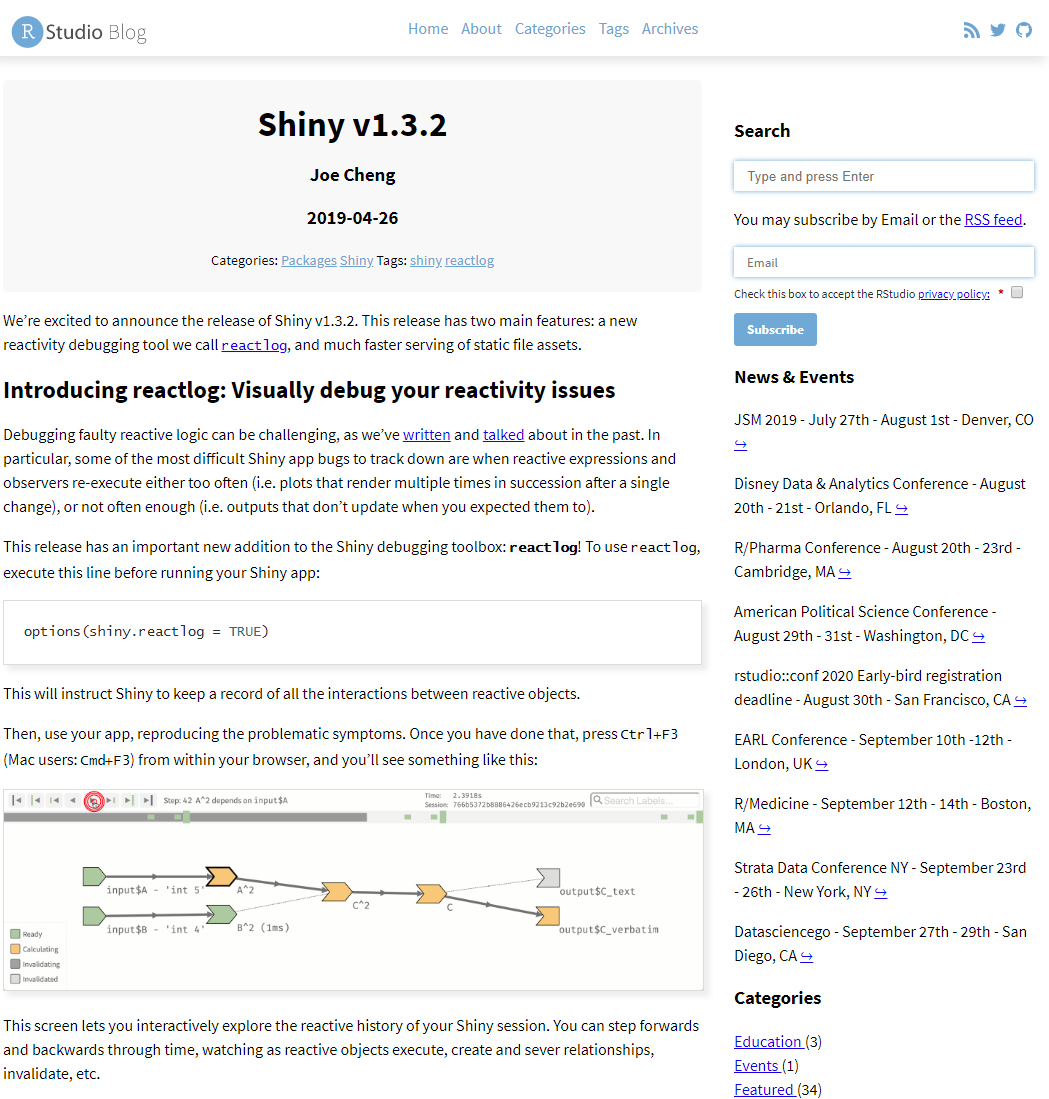 R Studio Blog
Home About Categories Tags Archives
Shiny v1.3.2
Joe Cheng
2019-04-26
Categories: Packages Shiny Tags: shiny reactlog
We're excited to announce the release of Shiny v1.3.2. This release has two main features: a new
reactivity debugging tool we call reactlog, and much faster serving of static file assets.
Introducing reactlog: Visually debug your reactivity issues
Debugging faulty reactive logic can be challenging, as we've written and talked about in the past. In
particular, some of the most difficult Shiny app bugs to track down are when reactive expressions and
observers re-execute either too often (i.e. plots that render multiple times in succession after a single
change), or not often enough (i.e. outputs that don't update when you expected them to).
This release has an important new addition to the Shiny debugging toolbox: reactlog! To use reactlog,
execute this line before running your Shiny app:
options(shiny.reactlog = TRUE)
This will instruct Shiny to keep a record of all the interactions between reactive objects.
Then, use your app, reproducing the problematic symptoms. Once you have done that, press Ctrl+F3
(Mac users: Cmd+F3) from within your browser, and you'll see something like this:
Step: 42 A^2 depends on input$A
Time: 2.3918s
Session: 766b5372b8886426ecb9213c92b2e690
Search Labels...
input$A - 'int 5'
A^2
C^2
C
output$C_text
input$B - 'int 4'
B^2 (1ms)
output$C_verbatim
Ready
Calculating
Invalidating
Invalidated
This screen lets you interactively explore the reactive history of your Shiny session. You can step forwards
and backwards through time, watching as reactive objects execute, create and sever relationships,
invalidate, etc.
Search
Type and press Enter
You may subscribe by Email or the RSS feed.
Email
Check this box to accept the RStudio privacy policy: *
Subscribe
News & Events
JSM 2019 - July 27th - August 1st - Denver, CO
↪
Disney Data & Analytics Conference - August
20th - 21st - Orlando, FL ↪
R/Pharma Conference - August 20th - 23rd -
Cambridge, MA ↪
American Political Science Conference -
August 29th - 31st - Washington, DC ↪
rstudio::conf 2020 Early-bird registration
deadline - August 30th - San Francisco, CA ↪
EARL Conference - September 10th -12th -
London, UK ↪
R/Medicine - September 12th - 14th - Boston,
MA ↪
Strata Data Conference NY - September 23rd
- 26th - New York, NY ↪
Datasciencego - September 27th - 29th - San
Diego, CA ↪
Categories
Education (3)
Events (1)
Featured (34)